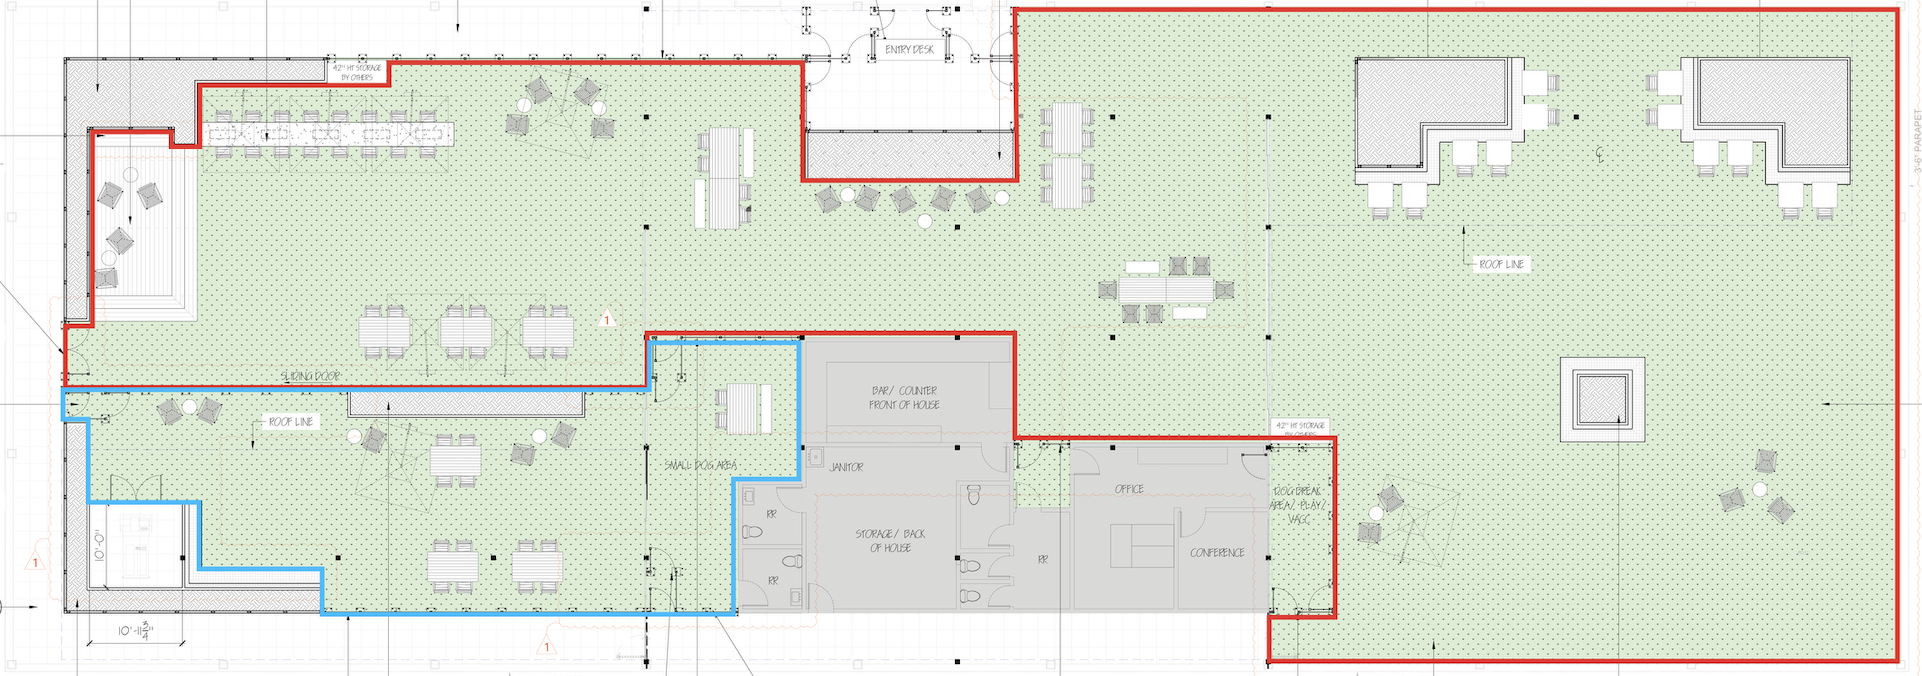 ENTRY DESK
42" HT STORAGE
BY OTHERS
3'-6" PARAPET
℄
ROOF LINE
1
SLIDING DOOR
BAR/ COUNTER
FRONT OF HOUSE
ROOF LINE
42" HT STORAGE
BY OTHERS
SMALL DOG AREA
JANITOR
OFFICE
DOG BREAK
AREA/ PLAY/
VACC
RR
STORAGE/ BACK
OF HOUSE
10'-0"
CONFERENCE
RR
1
RR
10'-11 3/4"
1